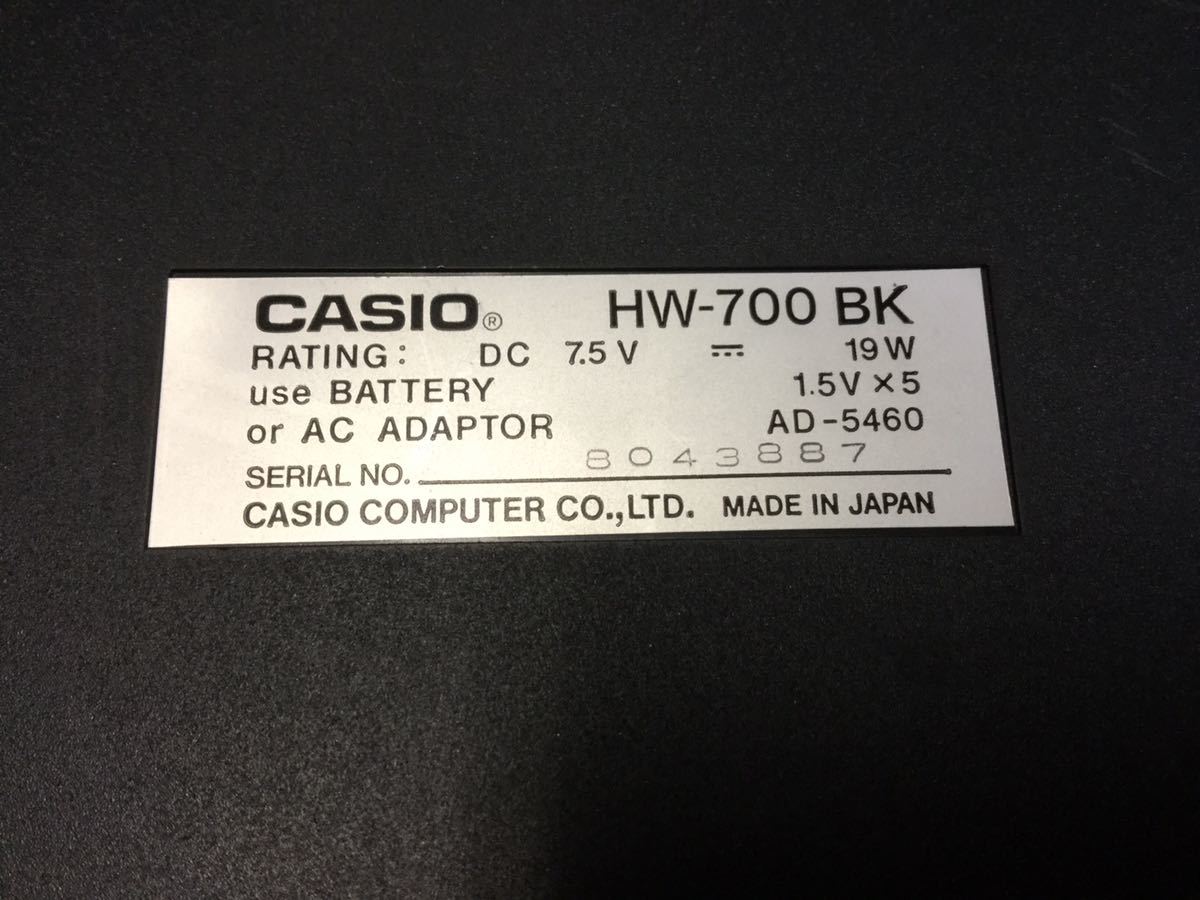 CASIO® HW-700 BK
RATING: DC 7.5 V ⎓ 19 W
use BATTERY 1.5V × 5
or AC ADAPTOR AD-5460
SERIAL NO. 8043887
CASIO COMPUTER CO.,LTD. MADE IN JAPAN